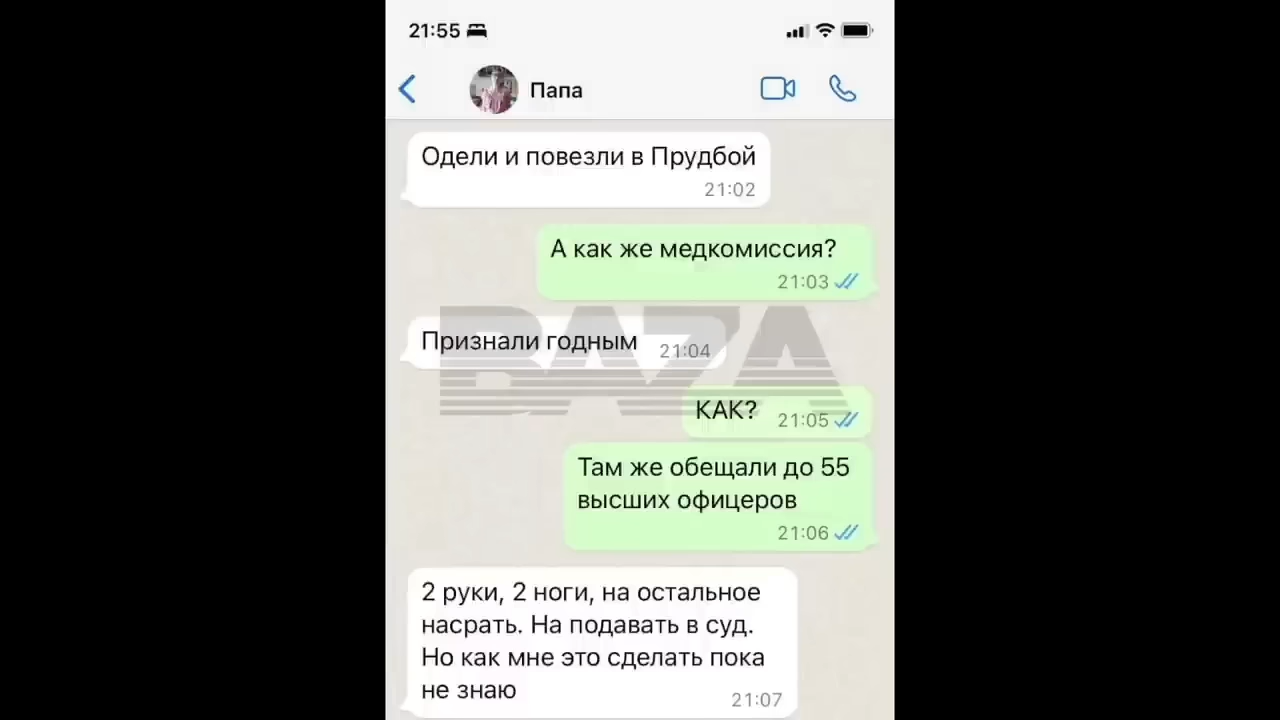 21:55
Папа
Одели и повезли в Прудбой
21:02
А как же медкомиссия?
21:03
Признали годным
21:04
BAZA
КАК?
21:05
Там же обещали до 55
высших офицеров
21:06
2 руки, 2 ноги, на остальное
насрать. На подавать в суд.
Но как мне это сделать пока
не знаю
21:07